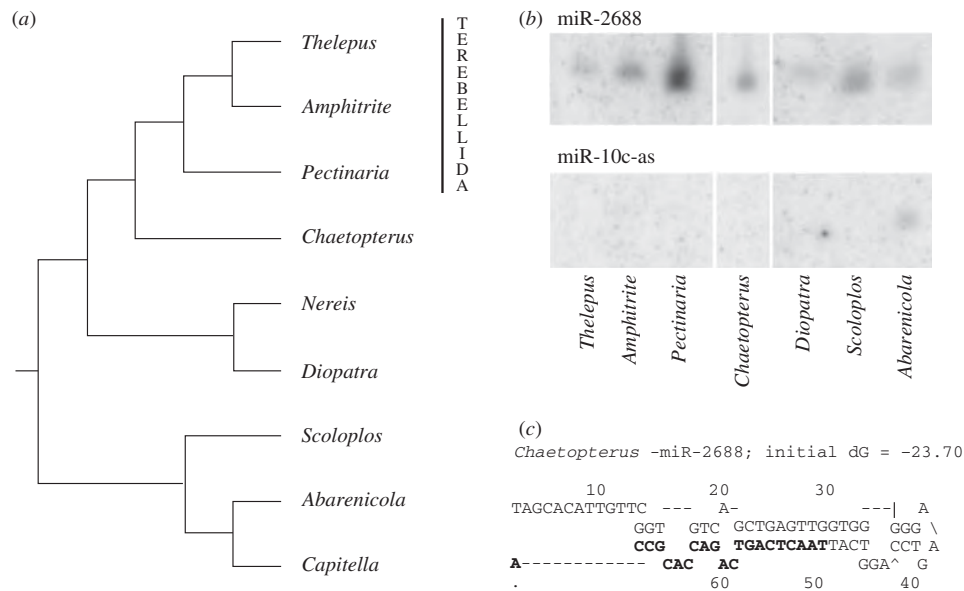 (a)
Thelepus
Amphitrite
Pectinaria
TEREBELLIDA
Chaetopterus
Nereis
Diopatra
Scoloplos
Abarenicola
Capitella
(b)
miR-2688
miR-10c-as
Thelepus
Amphitrite
Pectinaria
Chaetopterus
Diopatra
Scoloplos
Abarenicola
(c)
Chaetopterus -miR-2688; initial dG = -23.70
10 20 30
TAGCACATTGTTC --- A- ---| A
GGT GTC GCTGAGTTGGTGG GGG \
CCG CAG TGACTCAATTACT CCT A
A------------- CAC AC GGA^ G
. 60 50 40